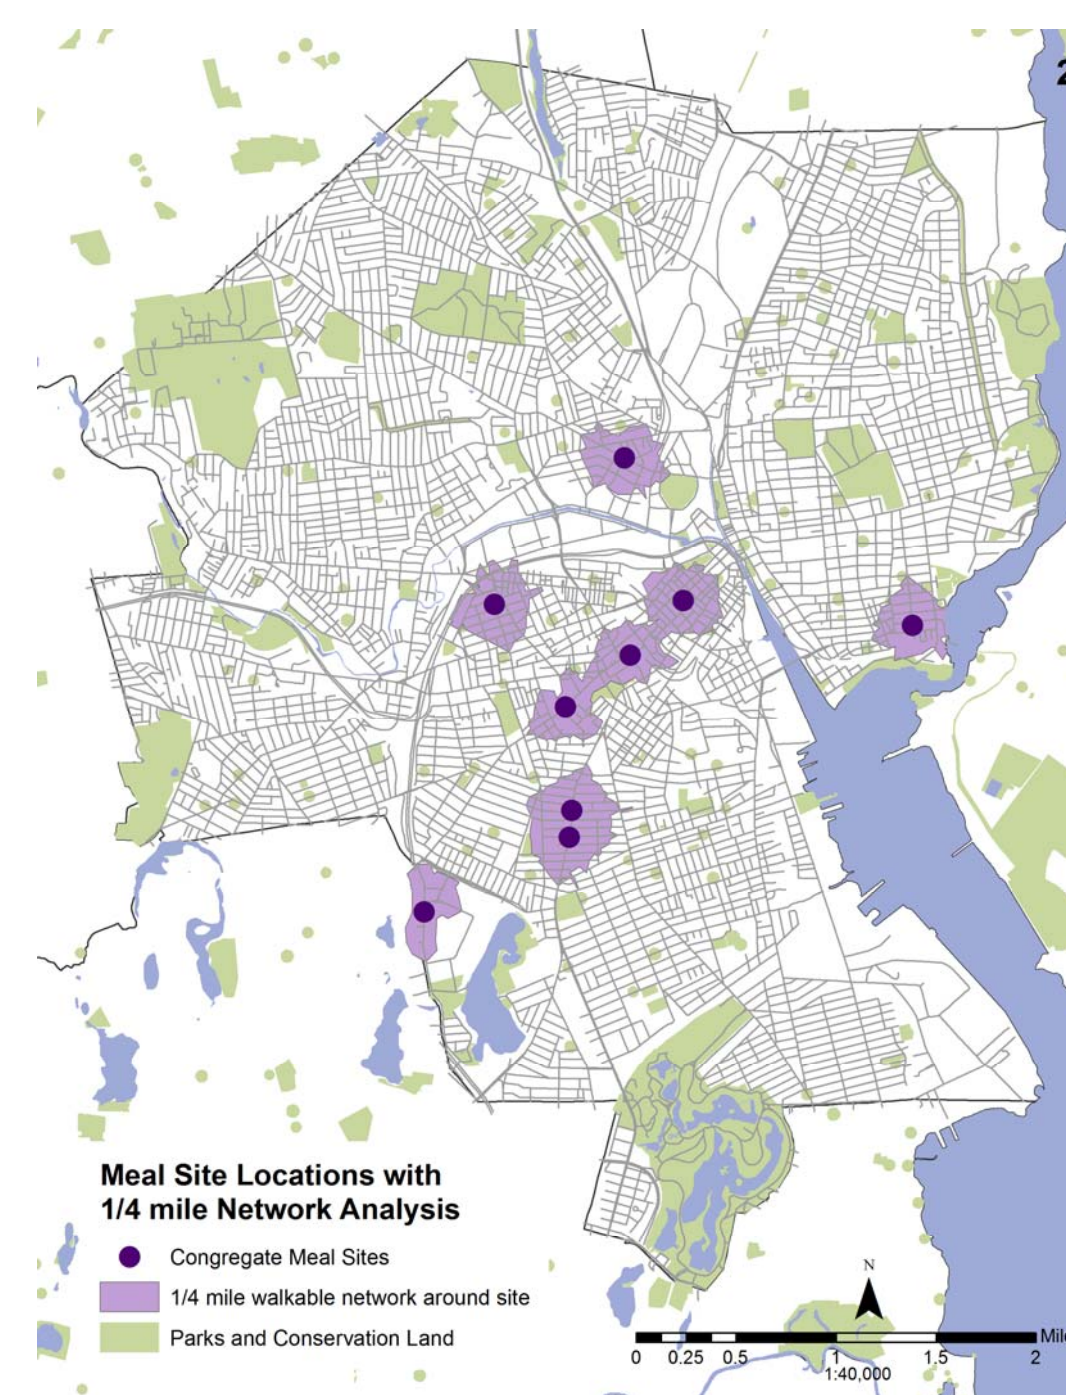 2
Meal Site Locations with
1/4 mile Network Analysis
Congregate Meal Sites
1/4 mile walkable network around site
Parks and Conservation Land
N
0 0.25 0.5 1 1.5 2
1:40,000